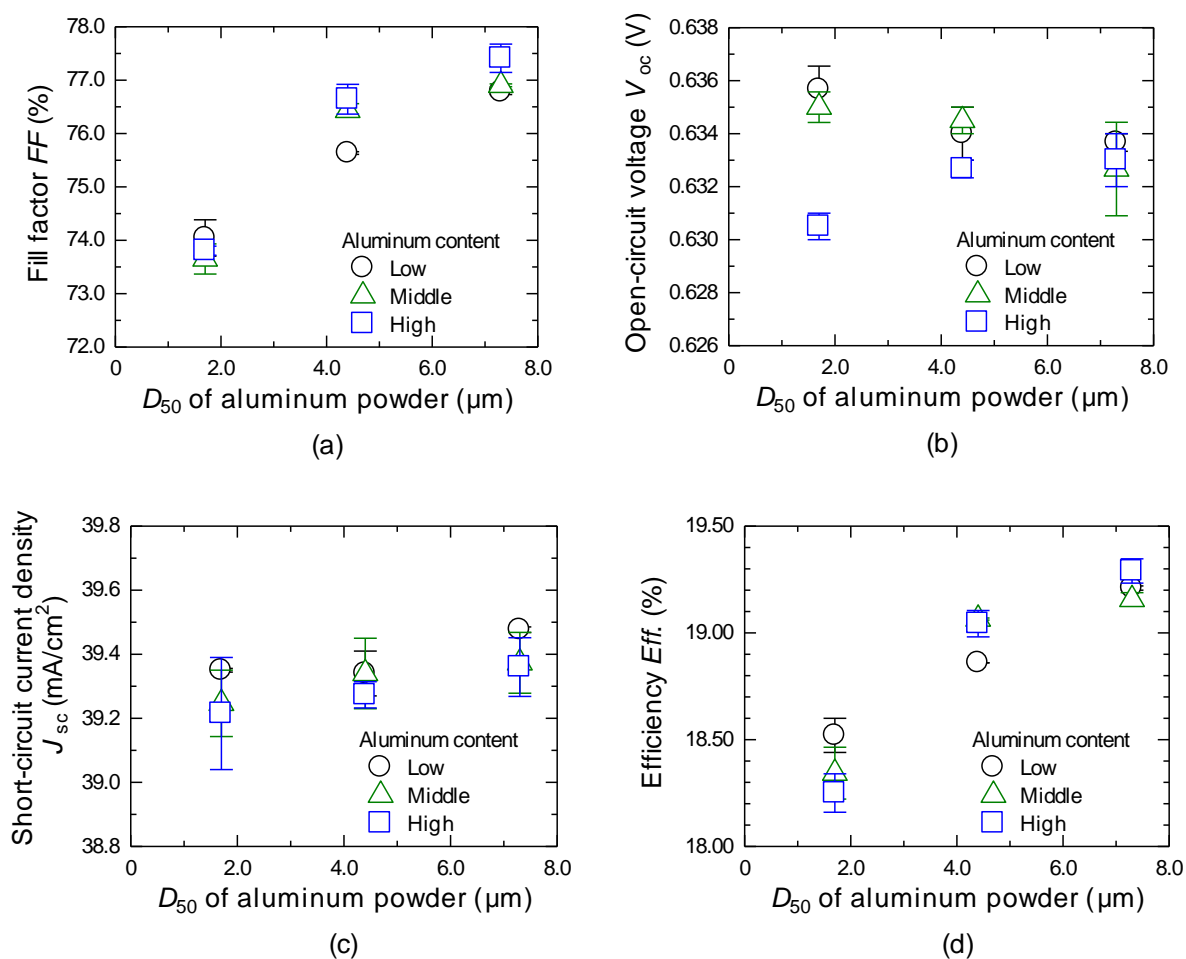 78.0
77.0
76.0
75.0
74.0
73.0
72.0
Fill factor FF (%)
Aluminum content
Low
Middle
High
0 2.0 4.0 6.0 8.0
D50 of aluminum powder (µm)
(a)
0.638
0.636
0.634
0.632
0.630
0.628
0.626
Open-circuit voltage Voc (V)
Aluminum content
Low
Middle
High
0 2.0 4.0 6.0 8.0
D50 of aluminum powder (µm)
(b)
39.8
39.6
39.4
39.2
39.0
38.8
Short-circuit current density
Jsc (mA/cm2)
Aluminum content
Low
Middle
High
0 2.0 4.0 6.0 8.0
D50 of aluminum powder (µm)
(c)
19.50
19.00
18.50
18.00
Efficiency Eff. (%)
Aluminum content
Low
Middle
High
0 2.0 4.0 6.0 8.0
D50 of aluminum powder (µm)
(d)